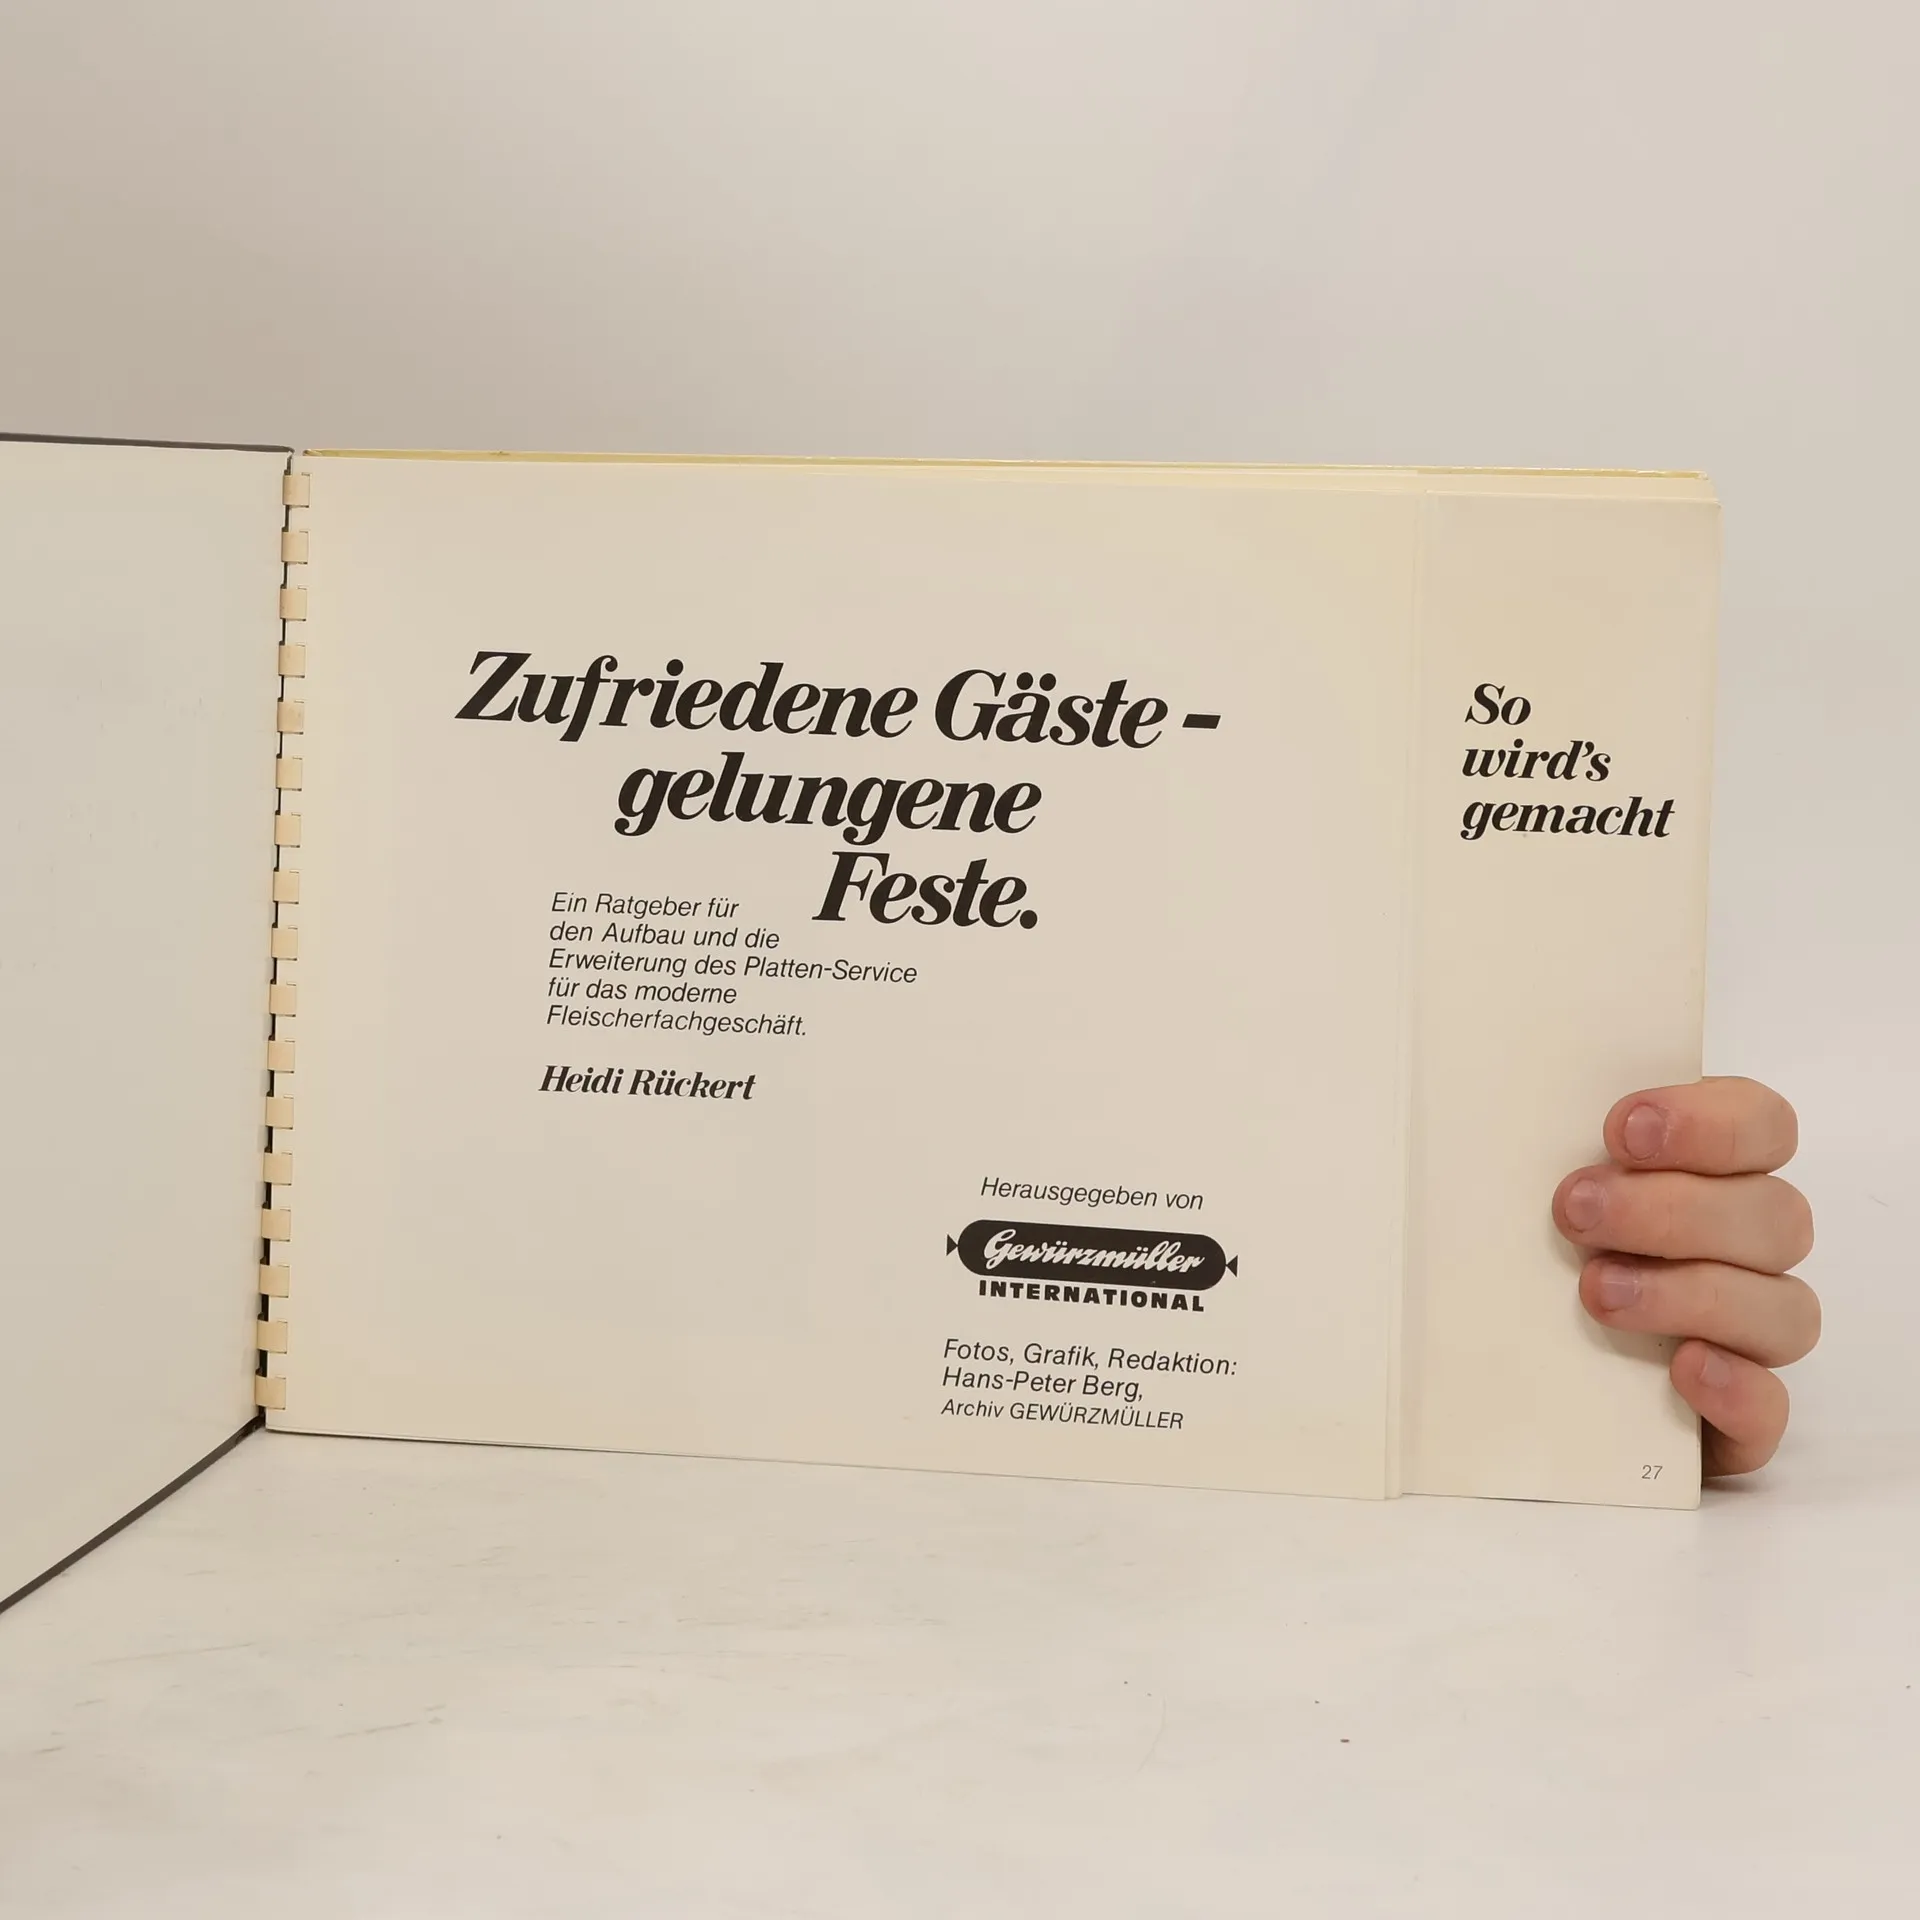 Zufriedene Gäste -
gelungene
Feste.
Ein Ratgeber für
den Aufbau und die
Erweiterung des Platten-Service
für das moderne
Fleischerfachgeschäft.
Heidi Rückert
Herausgegeben von
Gewürzmüller
INTERNATIONAL
Fotos, Grafik, Redaktion:
Hans-Peter Berg,
Archiv GEWÜRZMÜLLER
So
wird's
gemacht
27